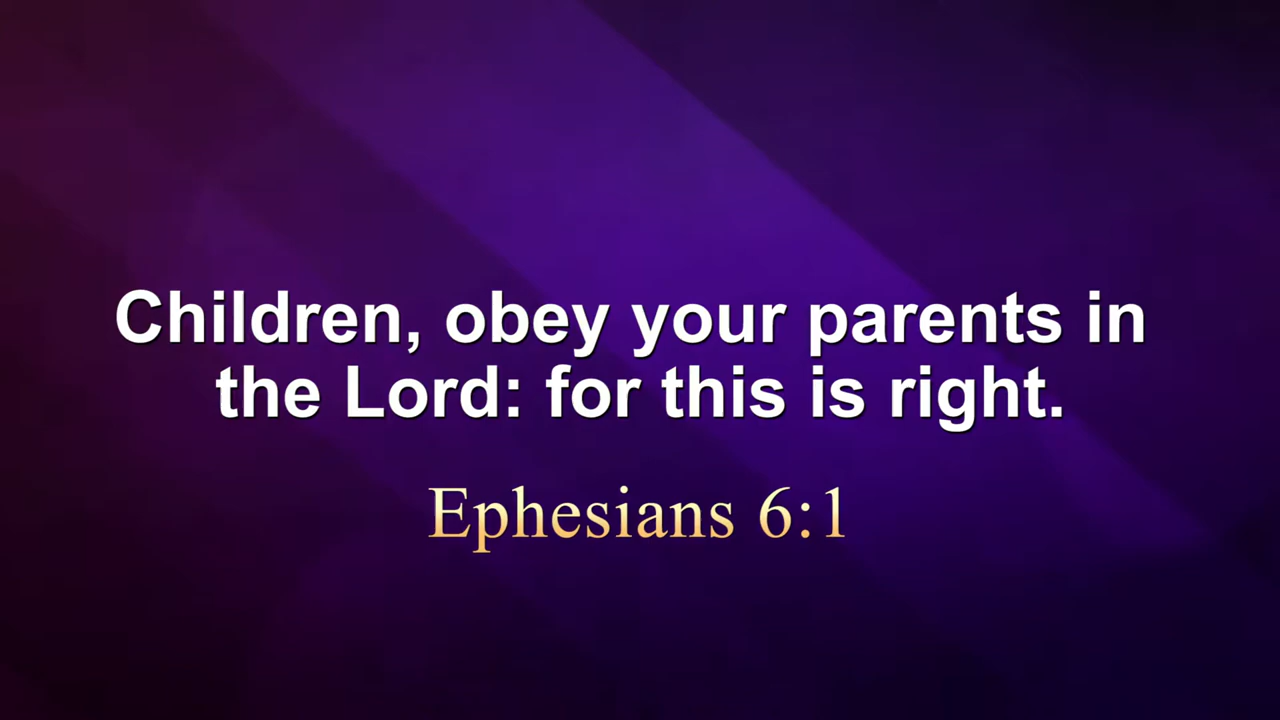 Children, obey your parents in
the Lord: for this is right.
Ephesians 6:1